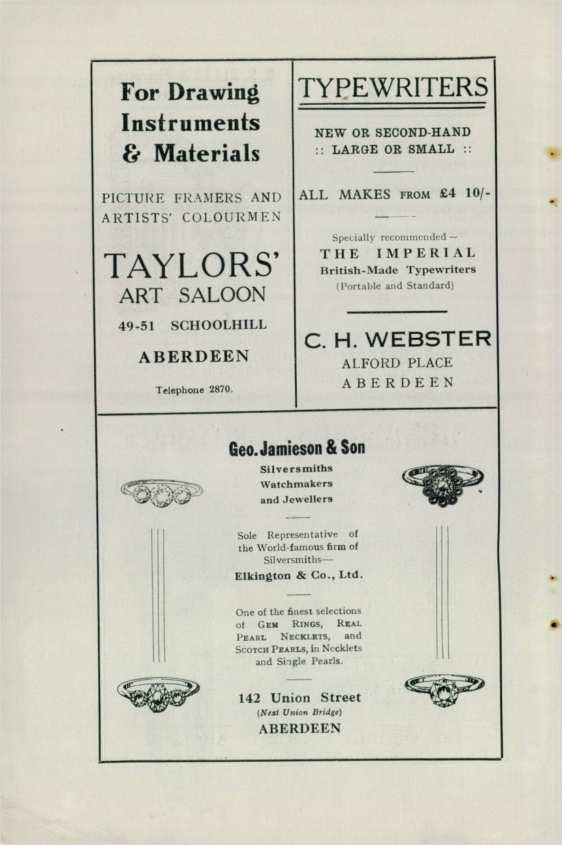 For Drawing
Instruments
& Materials
PICTURE FRAMERS AND
ARTISTS' COLOURMEN
TAYLORS'
ART SALOON
49-51 SCHOOLHILL
ABERDEEN
Telephone 2870.
TYPEWRITERS
NEW OR SECOND-HAND
:: LARGE OR SMALL ::
ALL MAKES FROM £4 10/-
Specially recommended—
THE IMPERIAL
British-Made Typewriters
(Portable and Standard)
C. H. WEBSTER
ALFORD PLACE
ABERDEEN
Geo. Jamieson & Son
Silversmiths
Watchmakers
and Jewellers
Sole Representative of
the World-famous firm of
Silversmiths—
Elkington & Co., Ltd.
One of the finest selections
of GEM RINGS, REAL
PEARL NECKLETS, and
SCOTCH PEARLS, in Necklets
and Single Pearls.
142 Union Street
(Next Union Bridge)
ABERDEEN